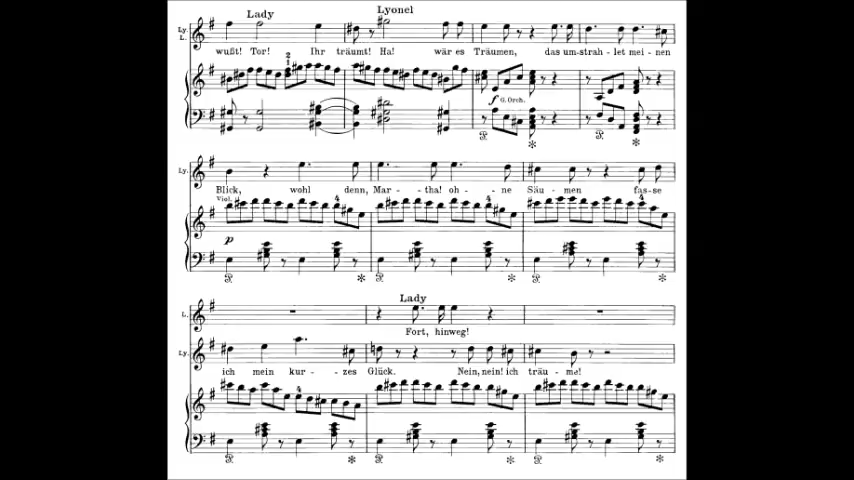 Lady Lyonel
Ly. L.
wußt! Tor! Ihr träumt! Ha! wär es Träumen, das um-strah-let mei-nen
f G. Orch.
Ly.
Blick, wohl denn, Mar-tha! oh-ne Säu-men fas-se
Viol.
p
Lady
L.
Fort, hinweg!
Ly.
ich mein kur-zes Glück. Nein, nein! ich träu-me!